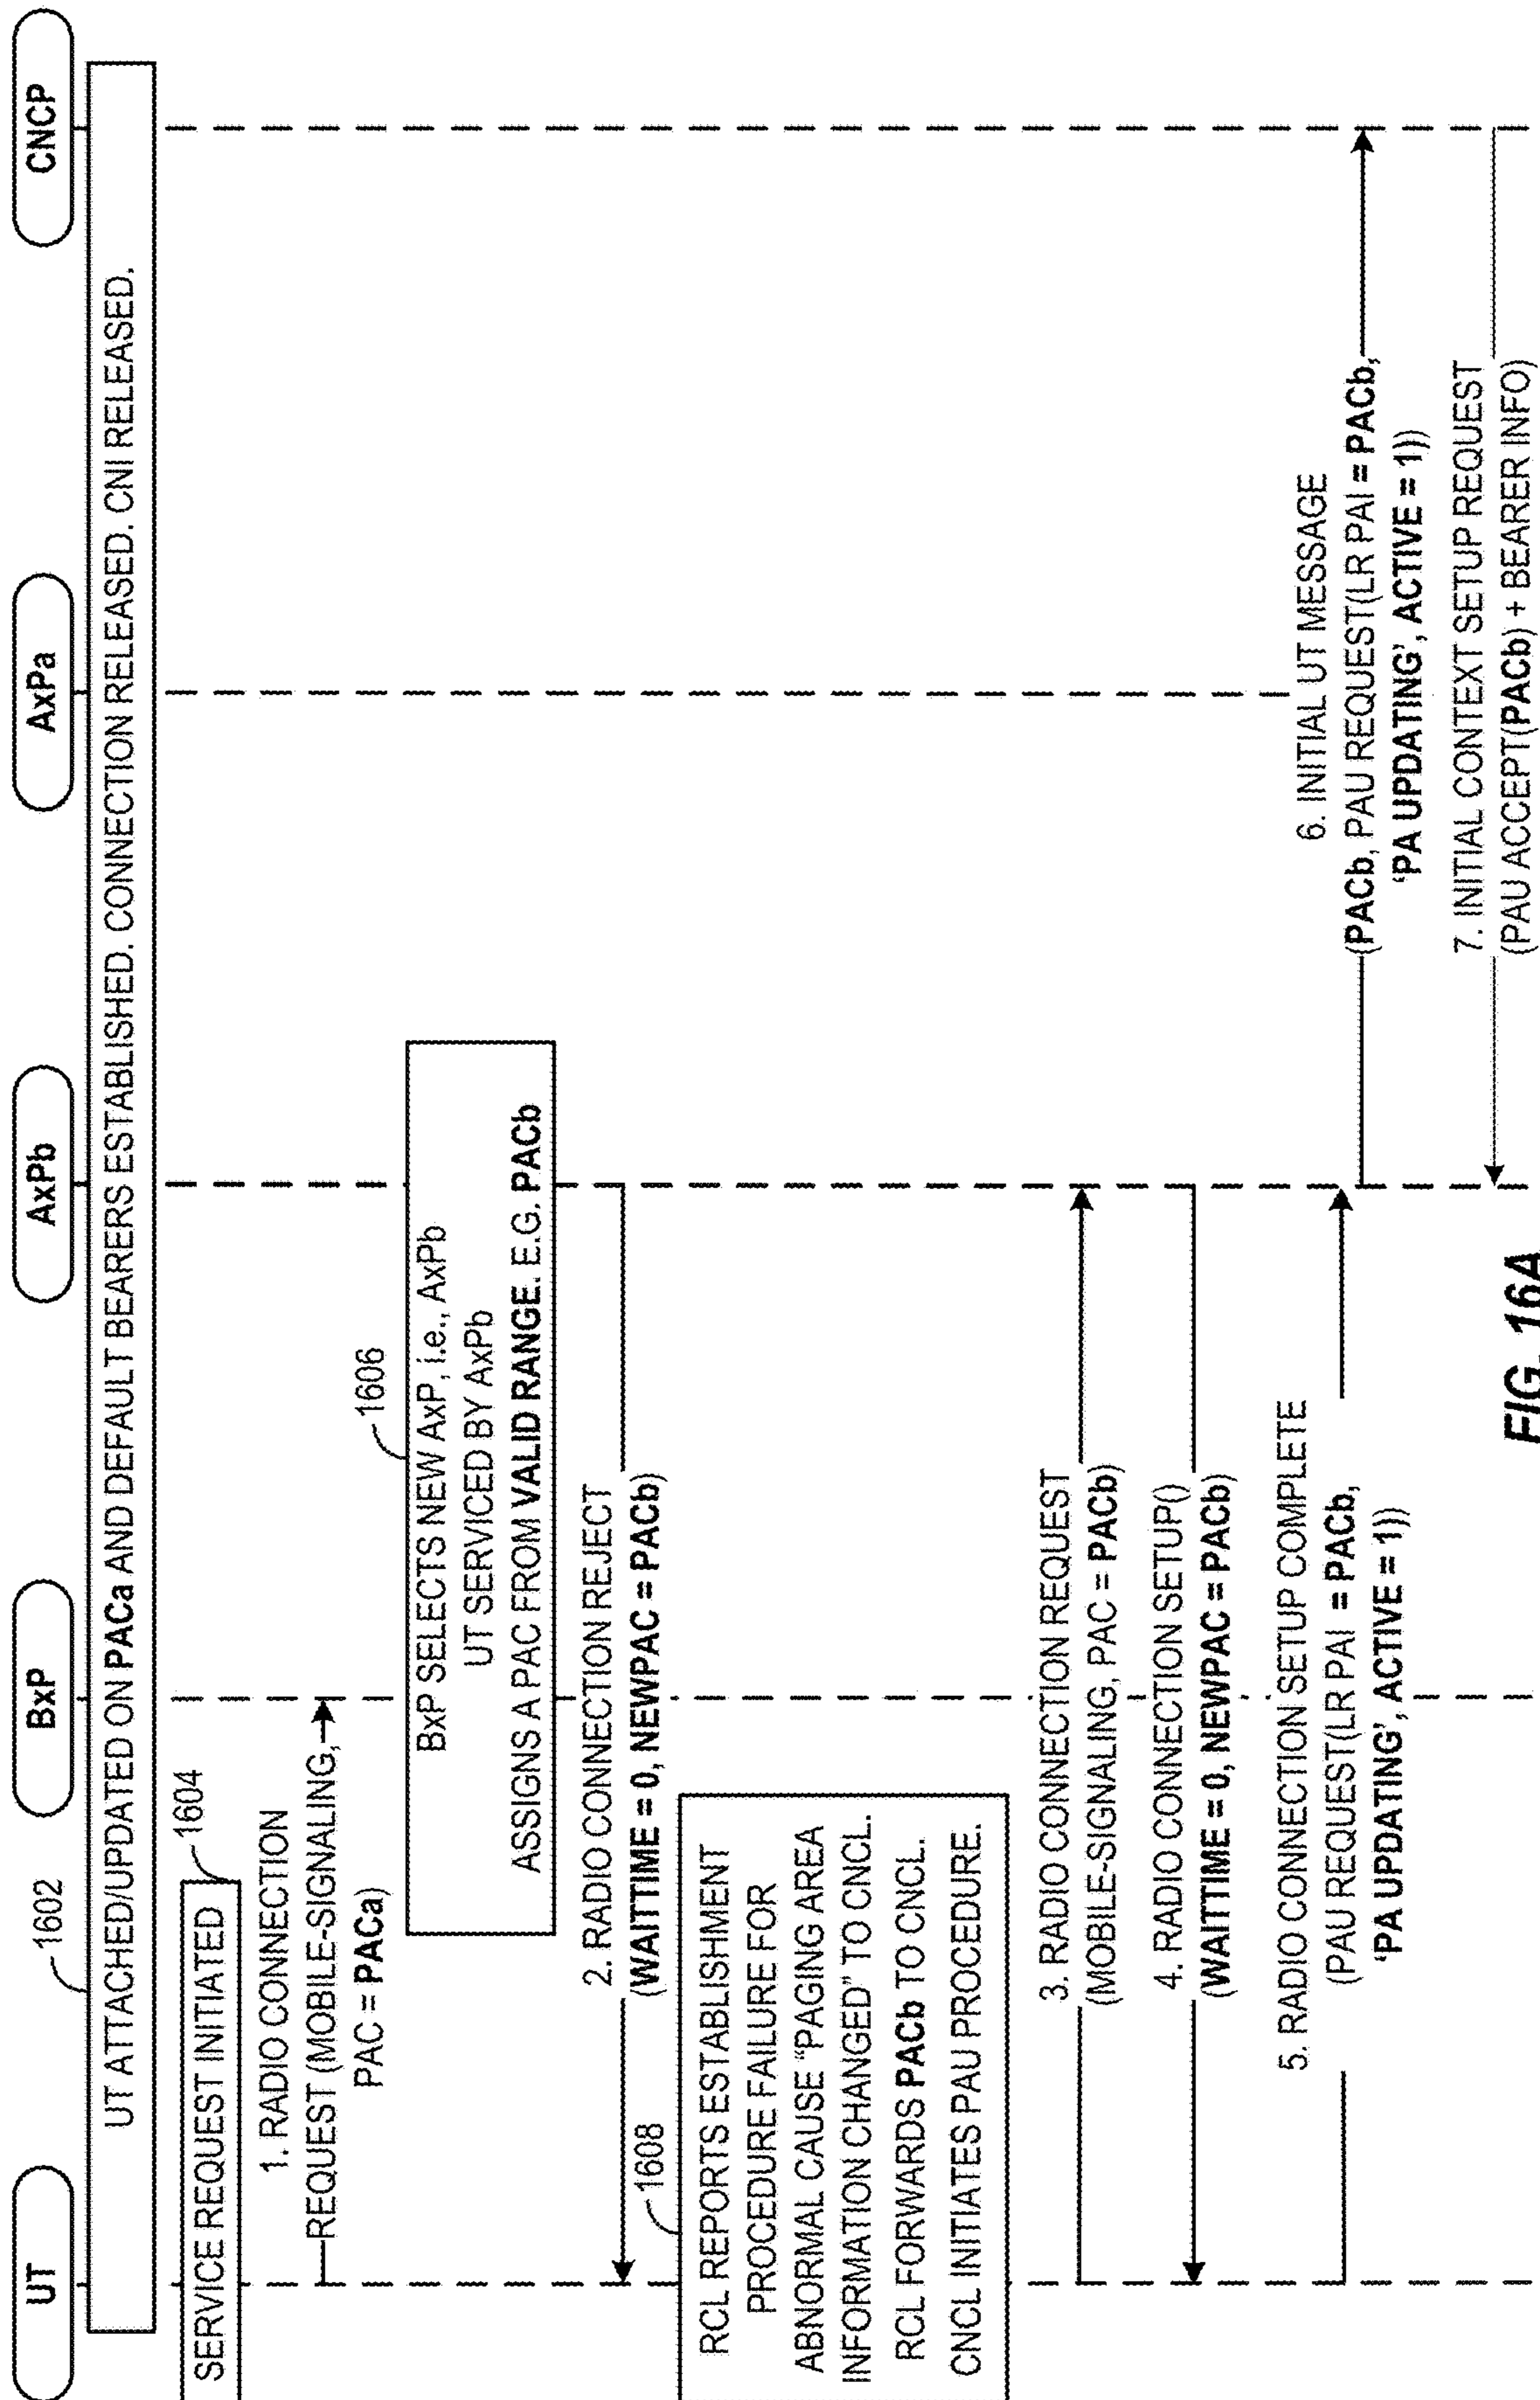 UT
BxP
AxPb
AxPa
CNCP
1602
UT ATTACHED/UPDATED ON PACa AND DEFAULT BEARERS ESTABLISHED. CONNECTION RELEASED. CNI RELEASED.
1604
SERVICE REQUEST INITIATED
1. RADIO CONNECTION
REQUEST (MOBILE-SIGNALING,
PAC = PACa)
1606
BxP SELECTS NEW AxP, i.e., AxPb
UT SERVICED BY AxPb
ASSIGNS A PAC FROM VALID RANGE. E.G. PACb
2. RADIO CONNECTION REJECT
(WAITTIME = 0, NEWPAC = PACb)
1608
RCL REPORTS ESTABLISHMENT
PROCEDURE FAILURE FOR
ABNORMAL CAUSE "PAGING AREA
INFORMATION CHANGED" TO CNCL.
RCL FORWARDS PACb TO CNCL.
CNCL INITIATES PAU PROCEDURE.
3. RADIO CONNECTION REQUEST
(MOBILE-SIGNALING, PAC = PACb)
4. RADIO CONNECTION SETUP()
(WAITTIME = 0, NEWPAC = PACb)
5. RADIO CONNECTION SETUP COMPLETE
(PAU REQUEST(LR PAI = PACb,
'PA UPDATING', ACTIVE = 1))
6. INITIAL UT MESSAGE
(PACb, PAU REQUEST(LR PAI = PACb,
'PA UPDATING', ACTIVE = 1))
7. INITIAL CONTEXT SETUP REQUEST
(PAU ACCEPT(PACb) + BEARER INFO)
FIG. 16A